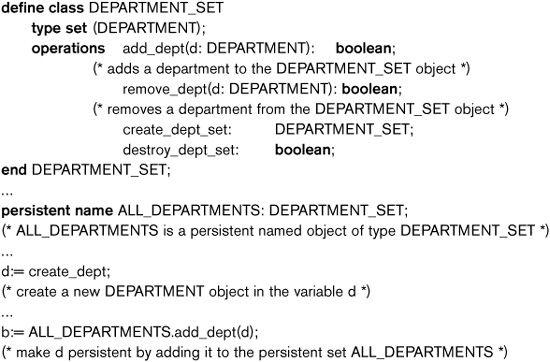 define class DEPARTMENT_SET
type set (DEPARTMENT);
operations add_dept(d: DEPARTMENT): boolean;
(* adds a department to the DEPARTMENT_SET object *)
remove_dept(d: DEPARTMENT): boolean;
(* removes a department from the DEPARTMENT_SET object *)
create_dept_set: DEPARTMENT_SET;
destroy_dept_set: boolean;
end DEPARTMENT_SET;
...
persistent name ALL_DEPARTMENTS: DEPARTMENT_SET;
(* ALL_DEPARTMENTS is a persistent named object of type DEPARTMENT_SET *)
...
d:= create_dept;
(* create a new DEPARTMENT object in the variable d *)
...
b:= ALL_DEPARTMENTS.add_dept(d);
(* make d persistent by adding it to the persistent set ALL_DEPARTMENTS *)